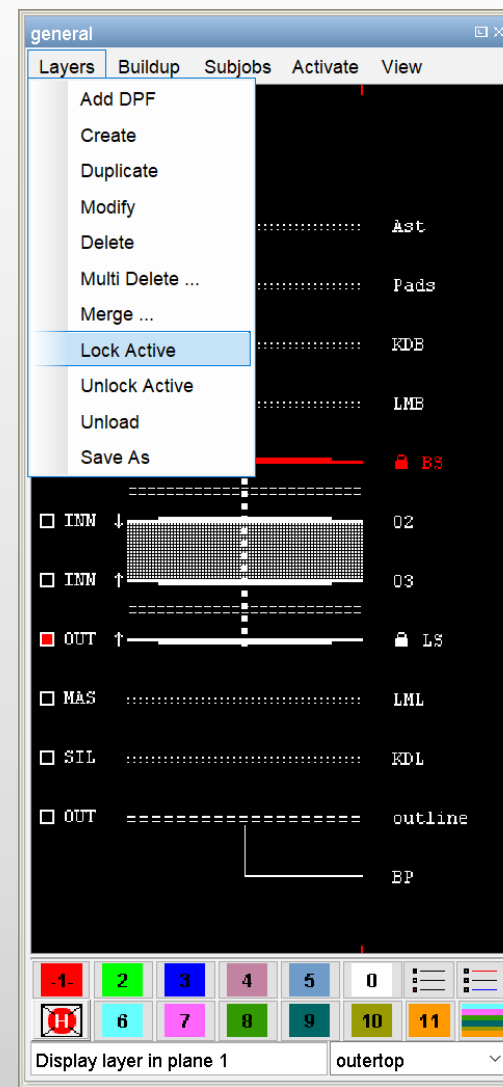 general
Layers Buildup Subjobs Activate View
Add DPF
Create
Duplicate
Modify
Delete
Multi Delete ...
Merge ...
Lock Active
Unlock Active
Unload
Save As
Ast
Pads
KDB
LMB
BS
INN ↓ 02
INN ↑ 03
OUT ↑ LS
MAS LML
SIL KDL
OUT outline
BP
-1- 2 3 4 5 0
H 6 7 8 9 10 11
Display layer in plane 1 outertop